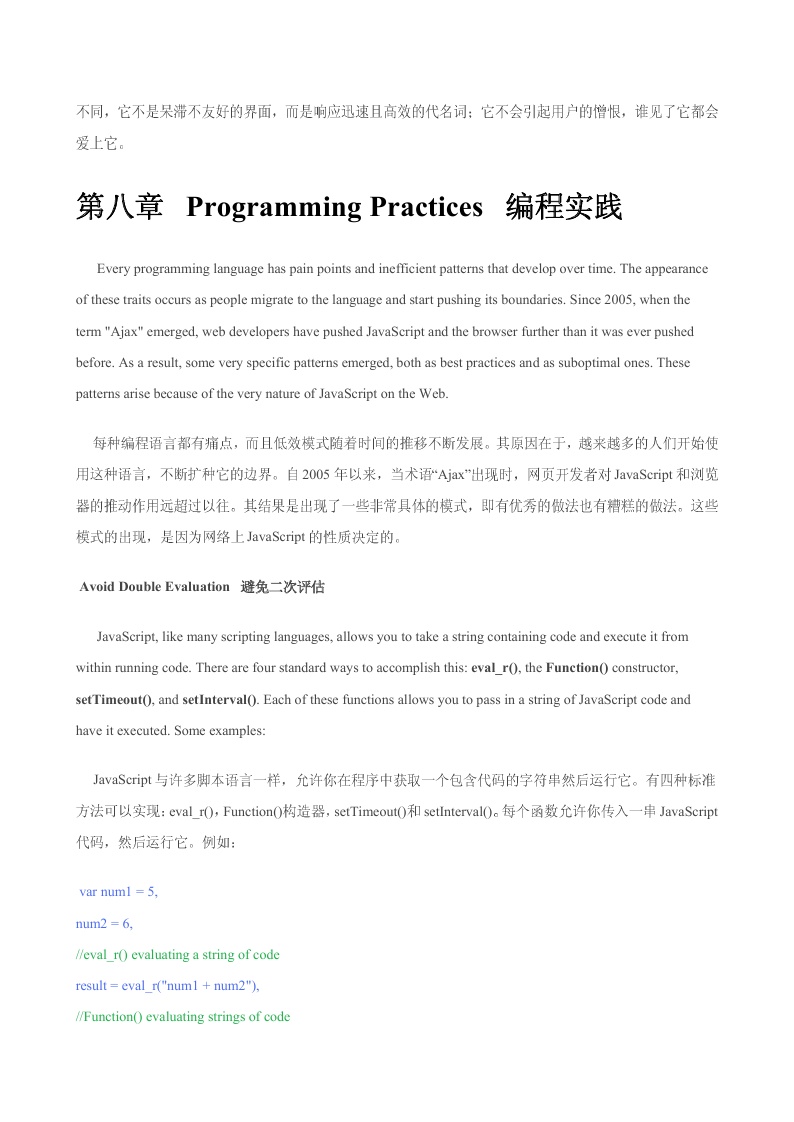 不同，它不是呆滞不友好的界面，而是响应迅速且高效的代名词；它不会引起用户的憎恨，谁见了它都会
爱上它。
第八章 Programming Practices 编程实践
Every programming language has pain points and inefficient patterns that develop over time. The appearance
of these traits occurs as people migrate to the language and start pushing its boundaries. Since 2005, when the
term "Ajax" emerged, web developers have pushed JavaScript and the browser further than it was ever pushed
before. As a result, some very specific patterns emerged, both as best practices and as suboptimal ones. These
patterns arise because of the very nature of JavaScript on the Web.
每种编程语言都有痛点，而且低效模式随着时间的推移不断发展。其原因在于，越来越多的人们开始使
用这种语言，不断扩种它的边界。自 2005 年以来，当术语“Ajax”出现时，网页开发者对 JavaScript 和浏览
器的推动作用远超过以往。其结果是出现了一些非常具体的模式，即有优秀的做法也有糟糕的做法。这些
模式的出现，是因为网络上 JavaScript 的性质决定的。
Avoid Double Evaluation 避免二次评估
JavaScript, like many scripting languages, allows you to take a string containing code and execute it from
within running code. There are four standard ways to accomplish this: eval_r(), the Function() constructor,
setTimeout(), and setInterval(). Each of these functions allows you to pass in a string of JavaScript code and
have it executed. Some examples:
JavaScript 与许多脚本语言一样，允许你在程序中获取一个包含代码的字符串然后运行它。有四种标准
方法可以实现：eval_r()，Function()构造器，setTimeout()和 setInterval()。每个函数允许你传入一串 JavaScript
代码，然后运行它。例如：
var num1 = 5,
num2 = 6,
//eval_r() evaluating a string of code
result = eval_r("num1 + num2"),
//Function() evaluating strings of code